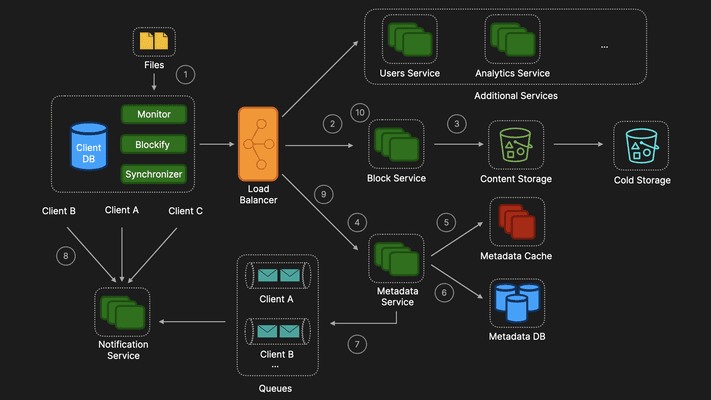 Files
1
Monitor
Blockify
Synchronizer
Client
DB
Client B
Client A
Client C
Load
Balancer
Users Service
Analytics Service
...
Additional Services
2
10
3
Block Service
Content Storage
Cold Storage
9
4
5
6
Metadata
Service
Metadata Cache
Metadata DB
7
8
Client A
Client B
...
Queues
Notification
Service